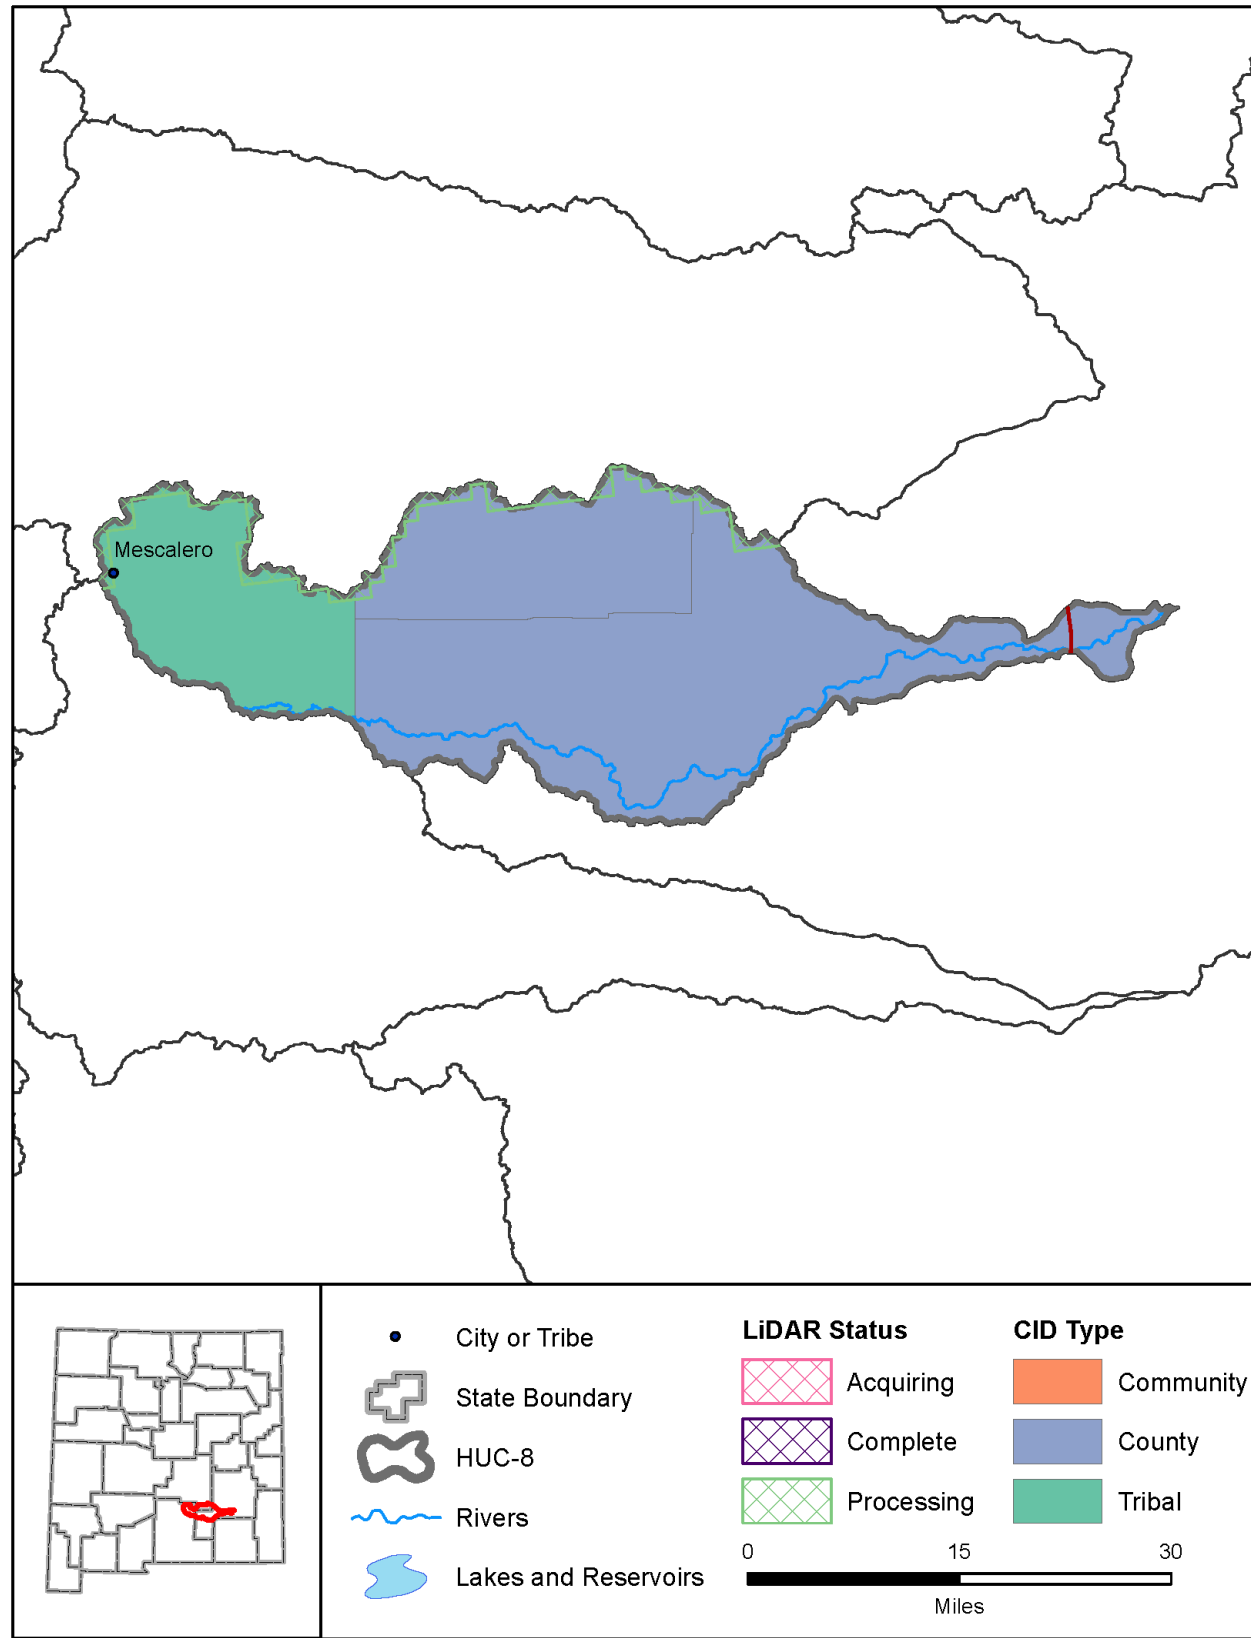 Mescalero
City or Tribe
State Boundary
HUC-8
Rivers
Lakes and Reservoirs
LiDAR Status
Acquiring
Complete
Processing
CID Type
Community
County
Tribal
0 15 30
Miles